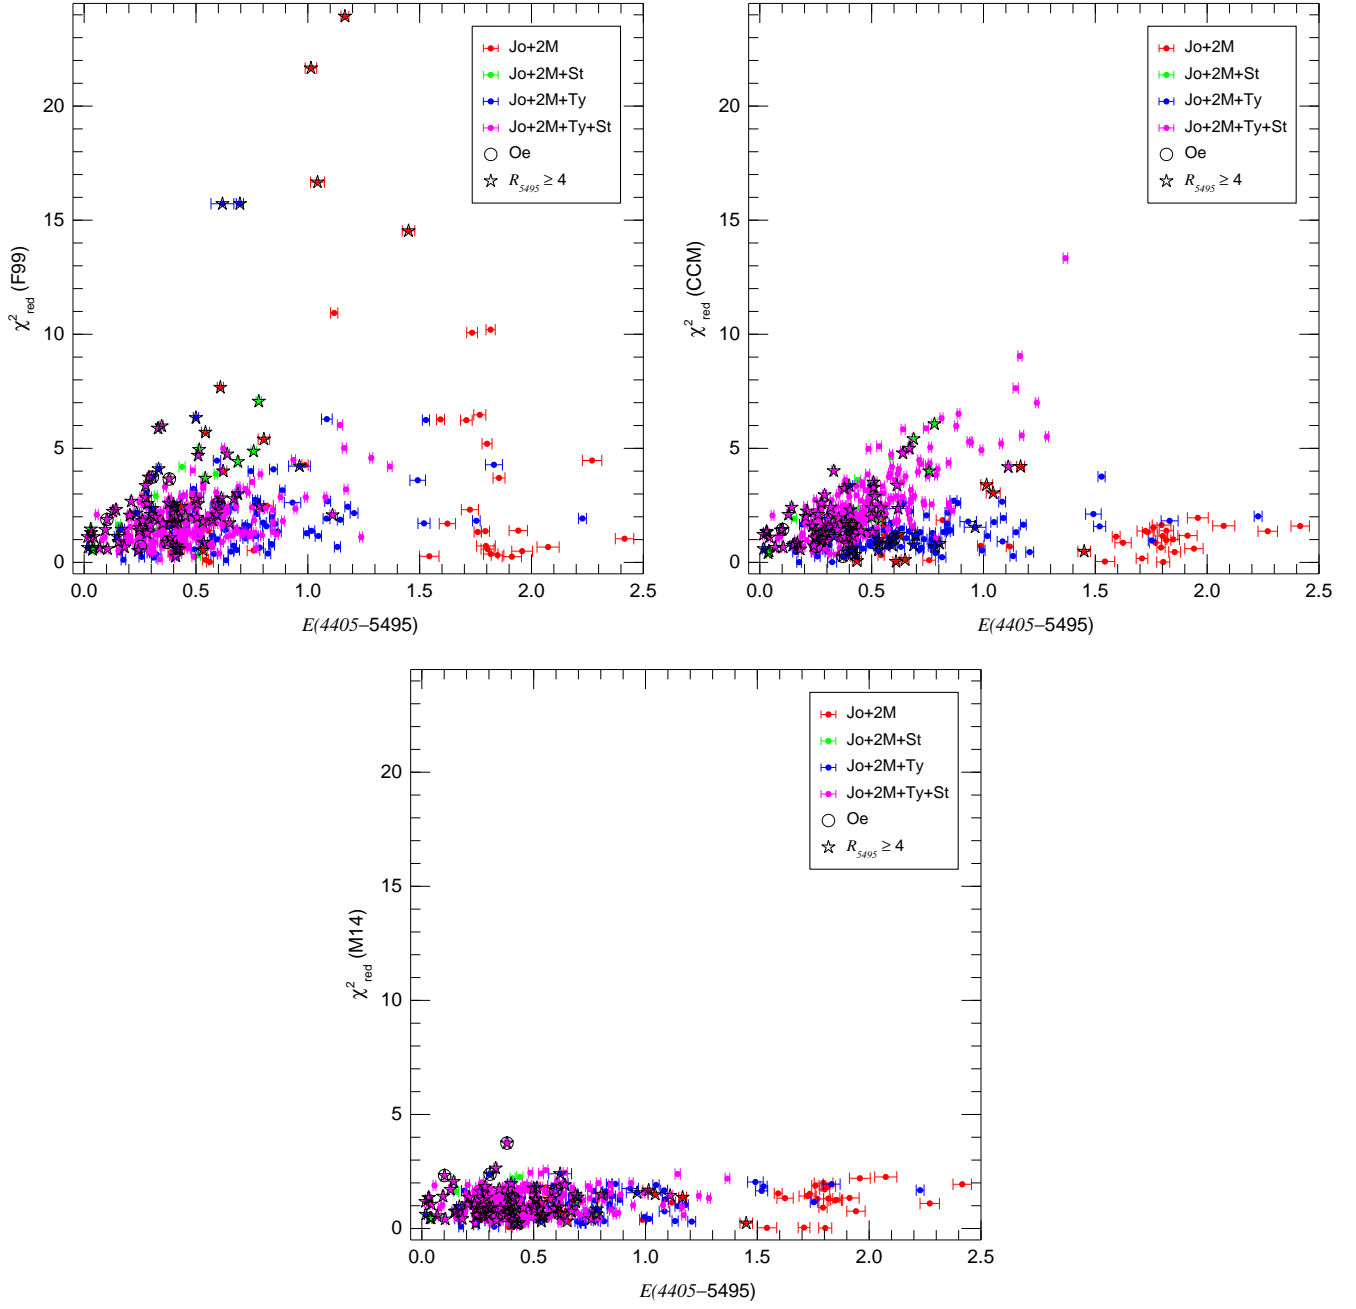 20
15
10
5
0
χ²red (F99)
0.0 0.5 1.0 1.5 2.0 2.5
E(4405–5495)
Jo+2M
Jo+2M+St
Jo+2M+Ty
Jo+2M+Ty+St
Oe
R5495 ≥ 4
20
15
10
5
0
χ²red (CCM)
0.0 0.5 1.0 1.5 2.0 2.5
E(4405–5495)
Jo+2M
Jo+2M+St
Jo+2M+Ty
Jo+2M+Ty+St
Oe
R5495 ≥ 4
20
15
10
5
0
χ²red (M14)
0.0 0.5 1.0 1.5 2.0 2.5
E(4405–5495)
Jo+2M
Jo+2M+St
Jo+2M+Ty
Jo+2M+Ty+St
Oe
R5495 ≥ 4